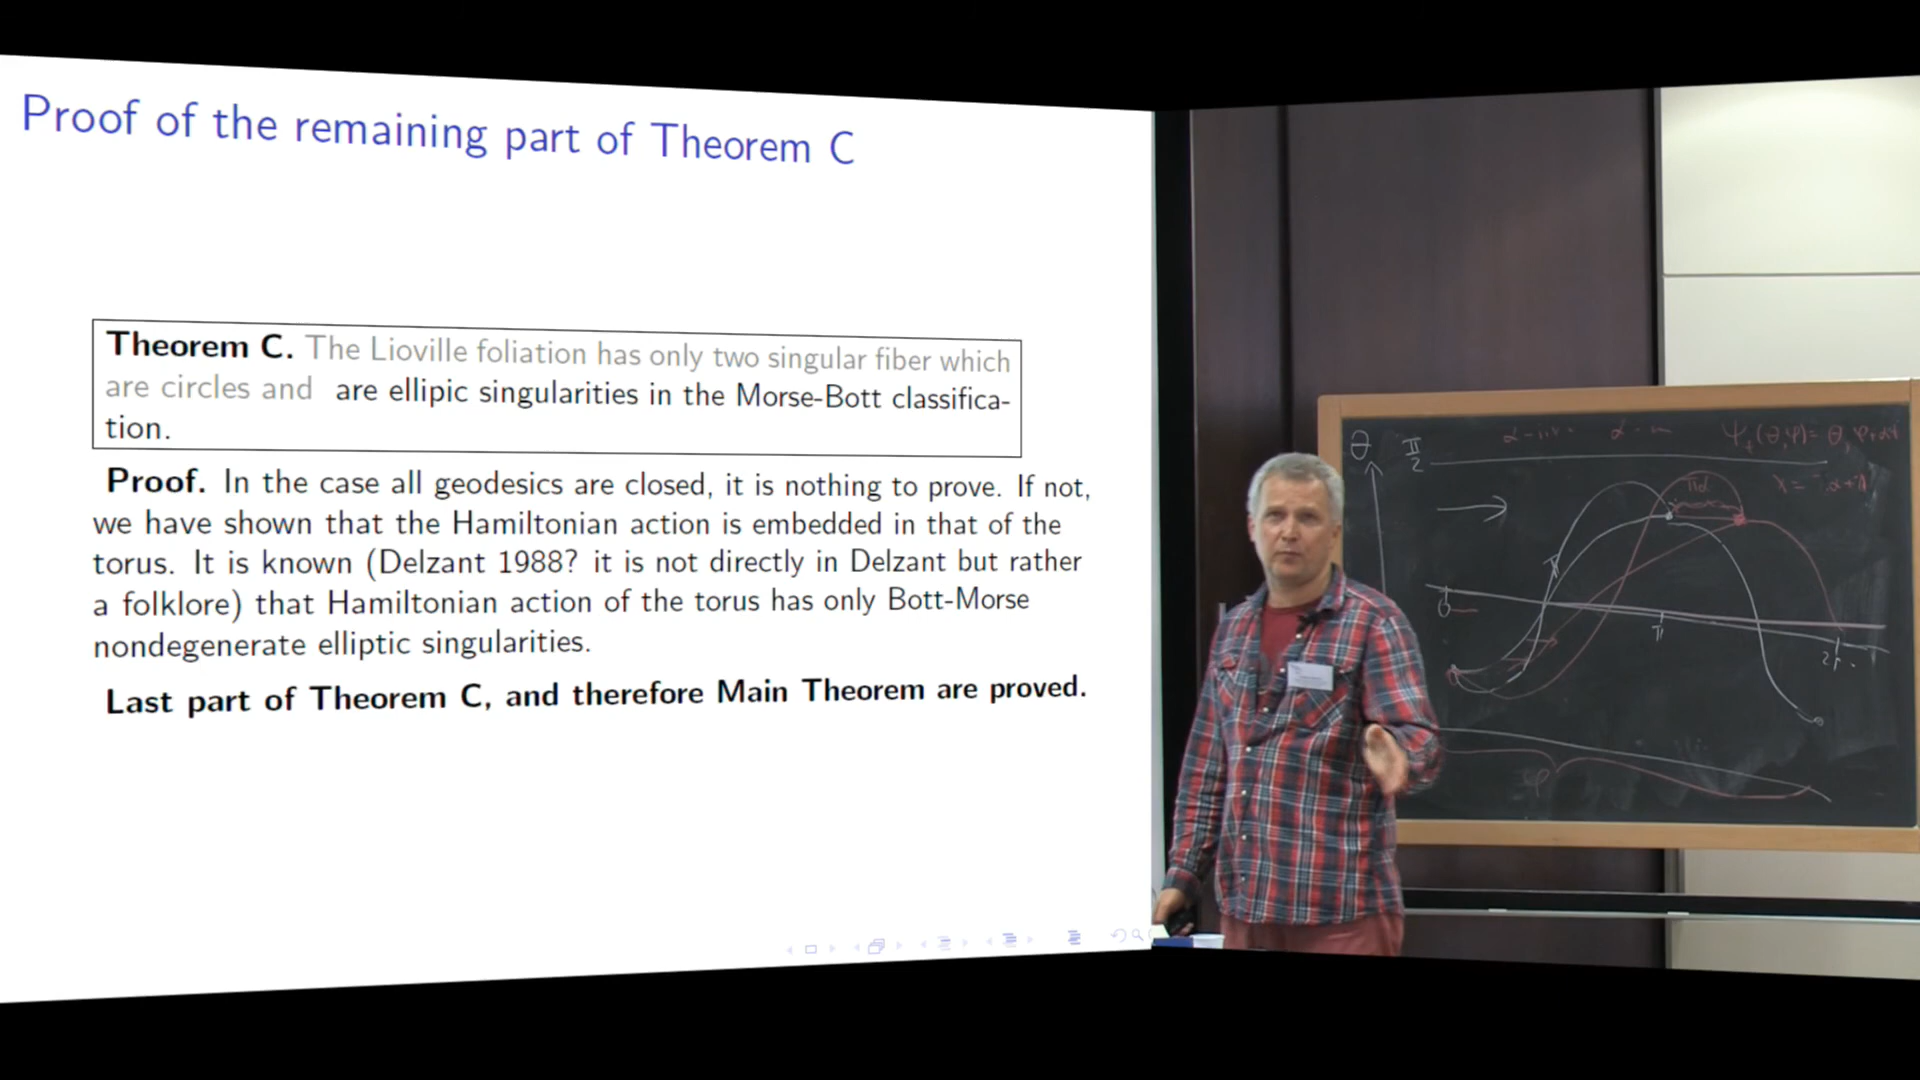 Proof of the remaining part of Theorem C
Theorem C. The Lioville foliation has only two singular fiber which
are circles and are ellipic singularities in the Morse-Bott classifica-
tion.
Proof. In the case all geodesics are closed, it is nothing to prove. If not,
we have shown that the Hamiltonian action is embedded in that of the
torus. It is known (Delzant 1988? it is not directly in Delzant but rather
a folklore) that Hamiltonian action of the torus has only Bott-Morse
nondegenerate elliptic singularities.
Last part of Theorem C, and therefore Main Theorem are proved.
θ π/2
0
π
φ